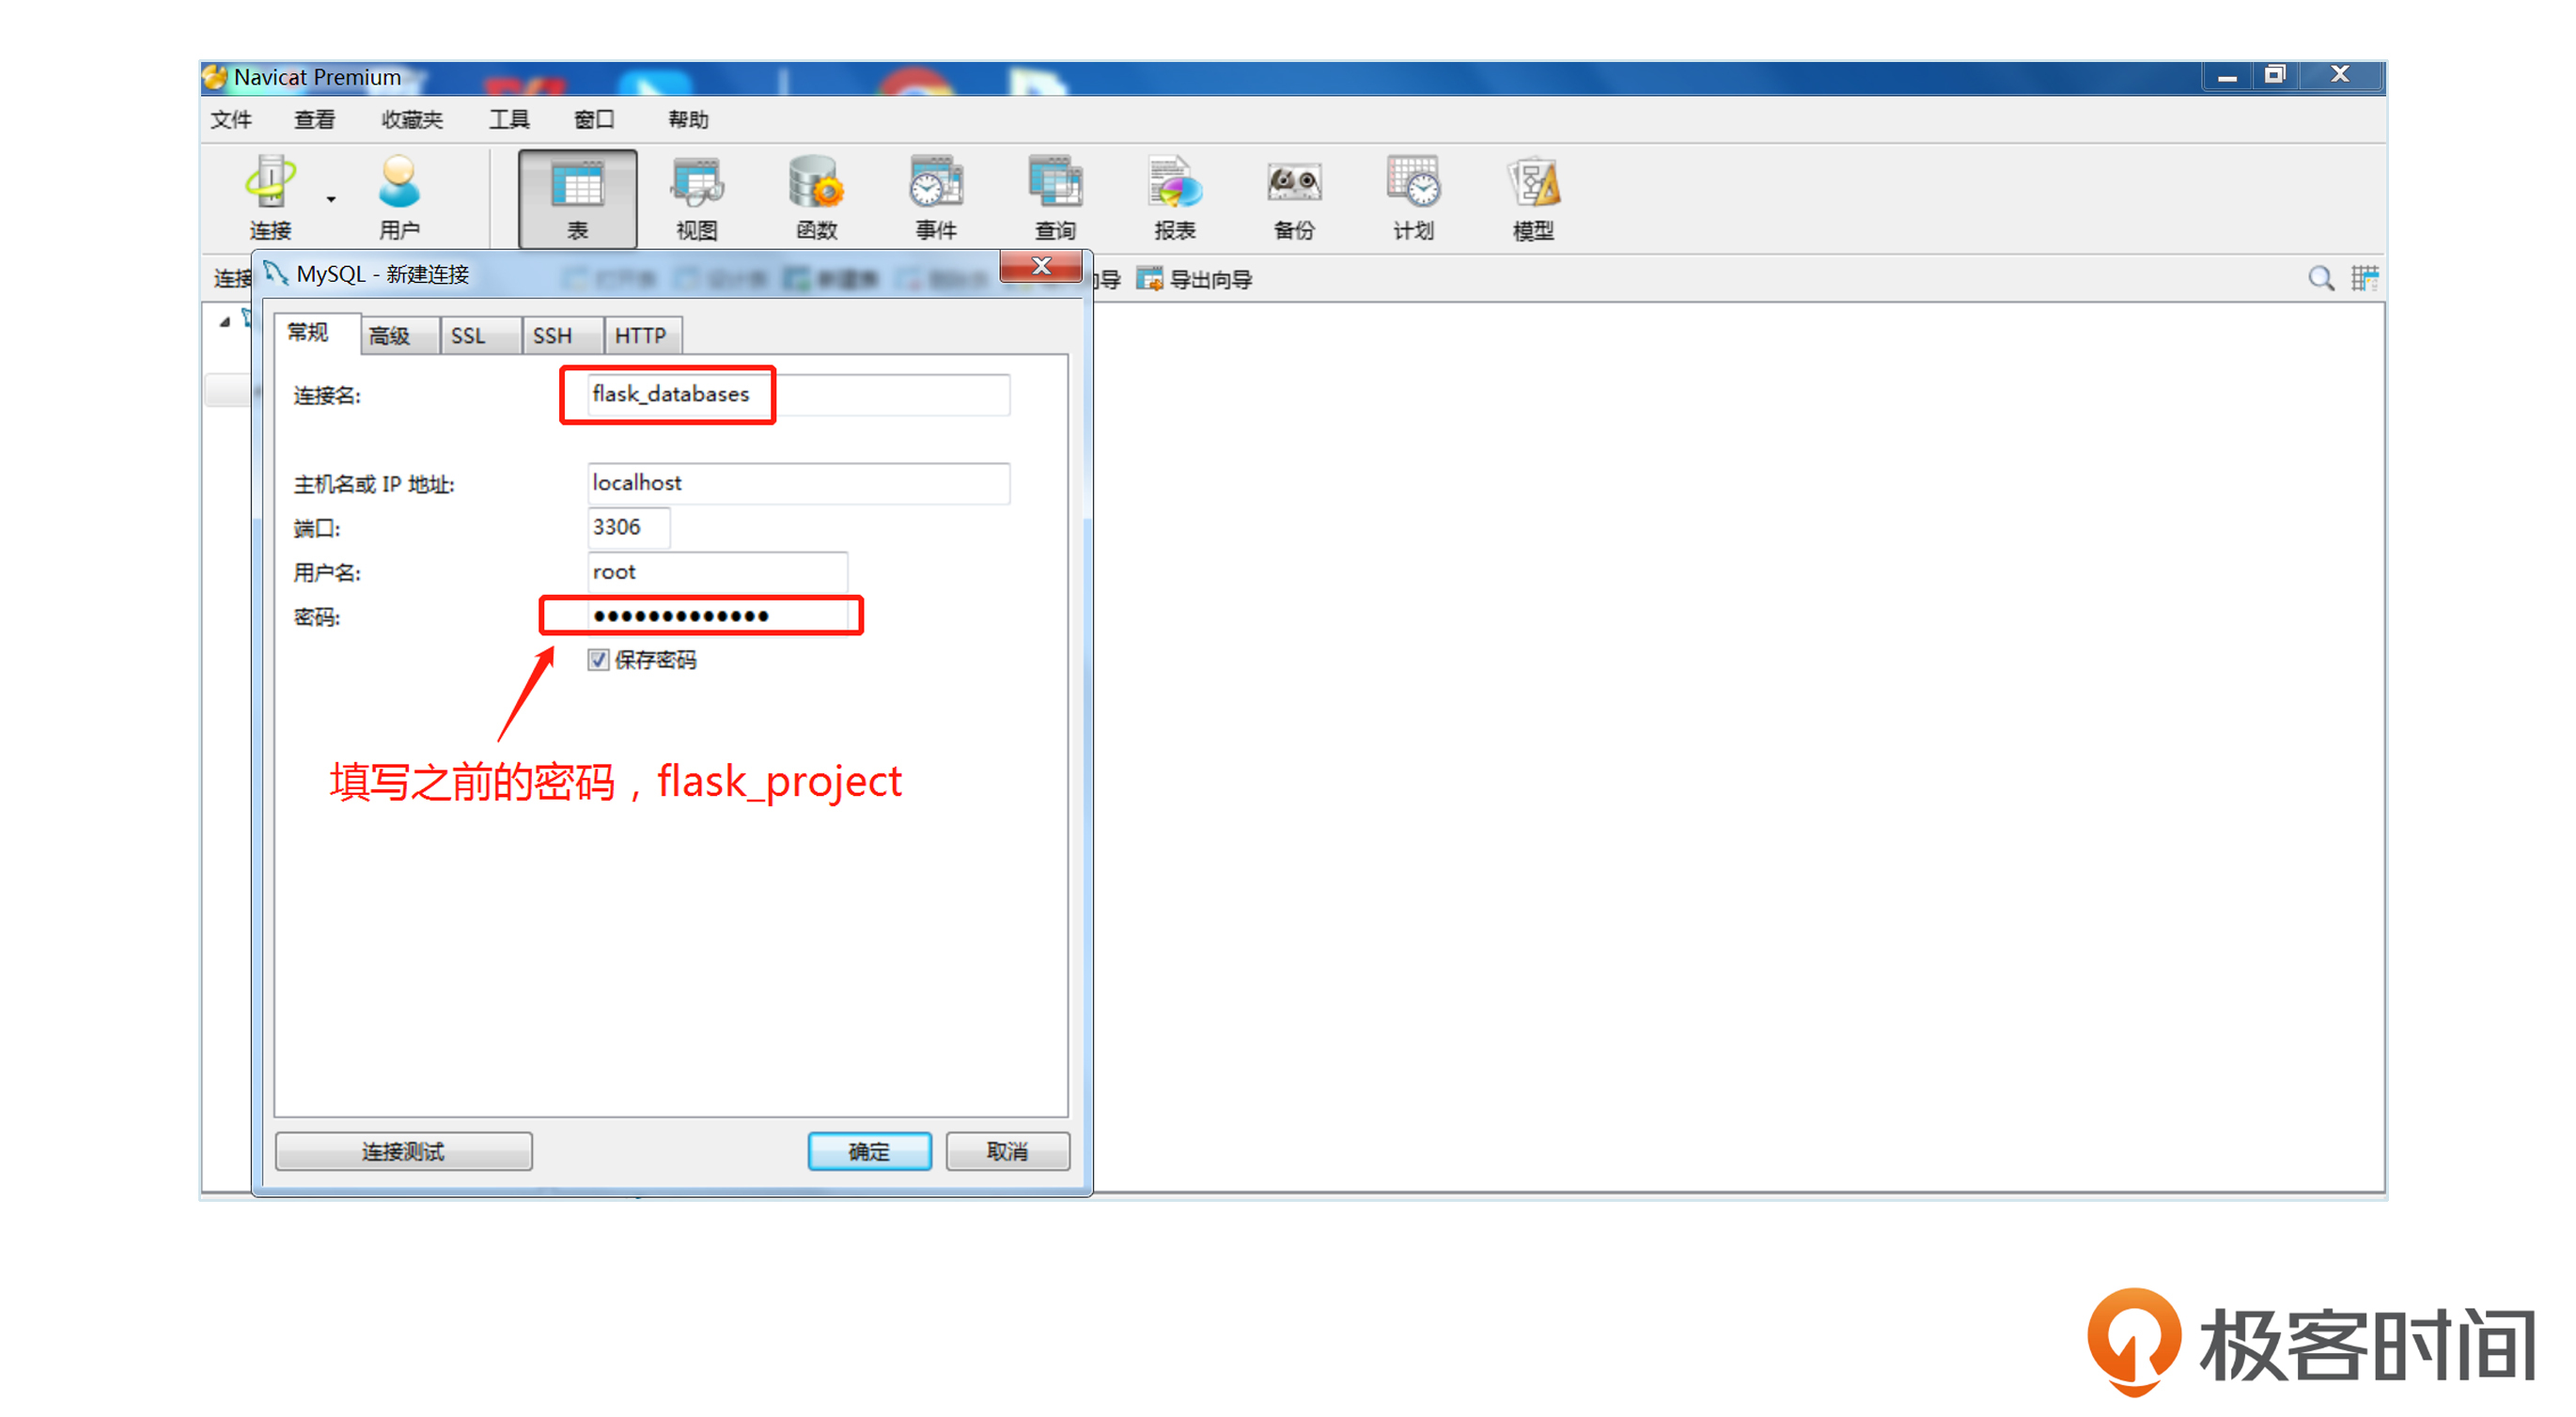 Navicat Premium
文件 查看 收藏夹 工具 窗口 帮助
连接 用户 表 视图 函数 事件 查询 报表 备份 计划 模型
连接
MySQL - 新建连接
向导 导出向导
常规 高级 SSL SSH HTTP
连接名: flask_databases
主机名或 IP 地址: localhost
端口: 3306
用户名: root
密码: ●●●●●●●●●●●●●
保存密码
填写之前的密码，flask_project
连接测试 确定 取消
极客时间